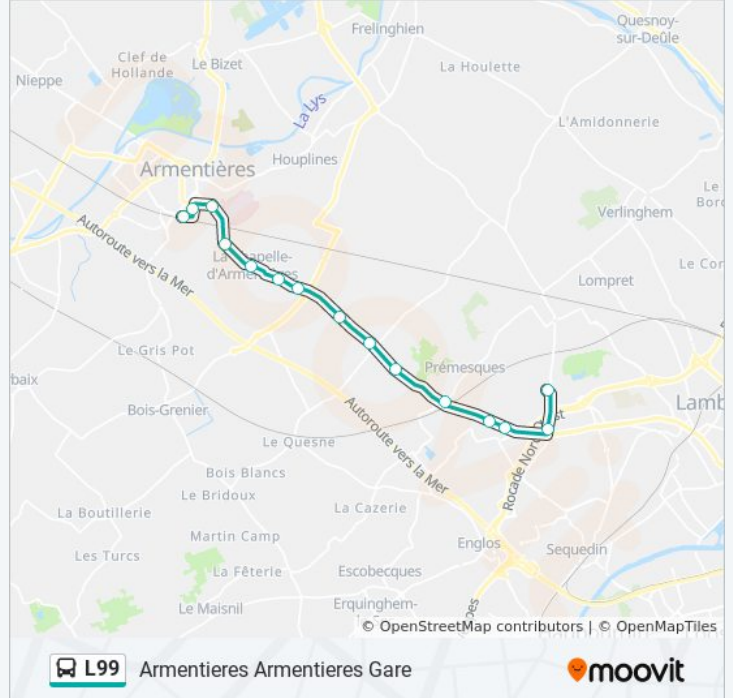 Quesnoy-
sur-Deûle
Frelinghien
Clef de
Hollande
Le Bizet
Nieppe
La Houlette
La Lys
L'Amidonnerie
Houplines
Armentières
Le
Verlinghem
Autoroute vers la Mer
La Chapelle-
d'Armentières
Le Cor
Lompret
Le Gris Pot
Prémesques
baix
Lamb
Bois-Grenier
Autoroute vers la Mer
Rocade Nord-Ouest
Le Quesne
Bois Blancs
Le Bridoux
La Cazerie
La Boutillerie
Martin Camp
Englos
Sequedin
Les Turcs
La Fêterie
Escobecques
Erquinghem-
Le Maisnil
© OpenStreetMap contributors | © OpenMapTiles
L99 Armentieres Armentieres Gare
moovit